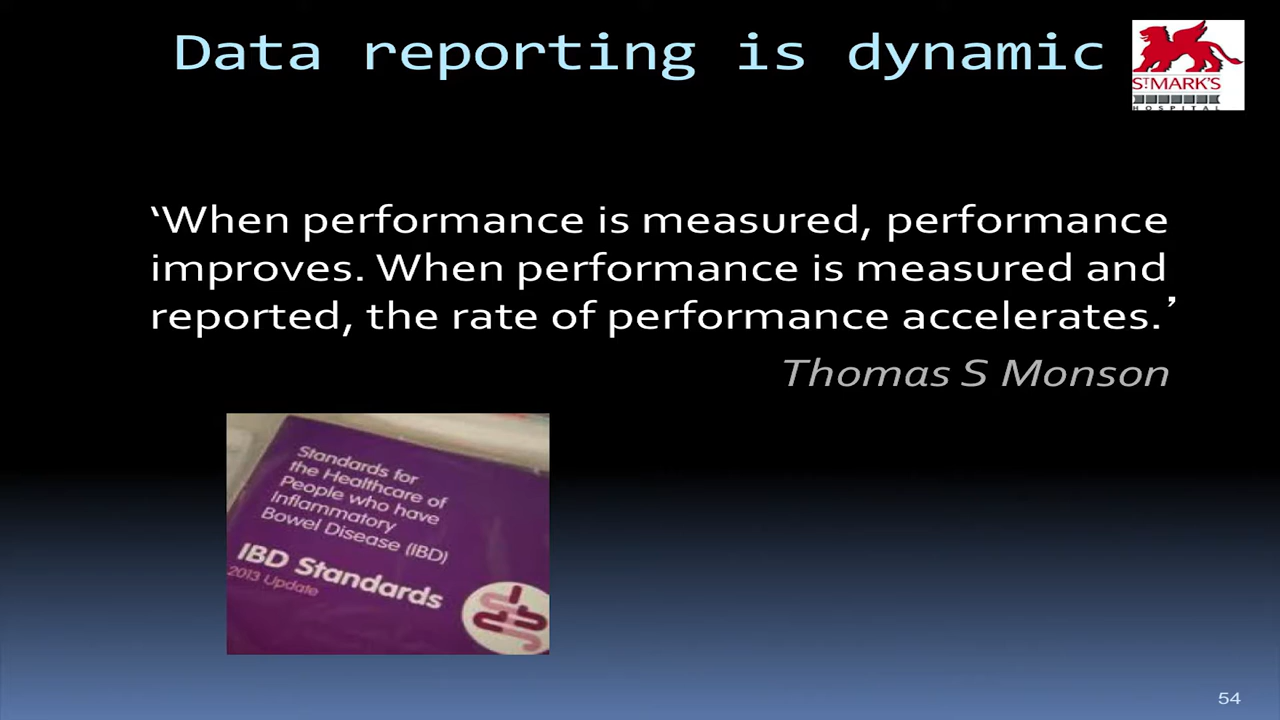 Data reporting is dynamic
ST MARK'S
HOSPITAL
‘When performance is measured, performance
improves. When performance is measured and
reported, the rate of performance accelerates.’
Thomas S Monson
Standards for
the Healthcare of
People who have
Inflammatory
Bowel Disease (IBD)
IBD Standards
2013 Update
54